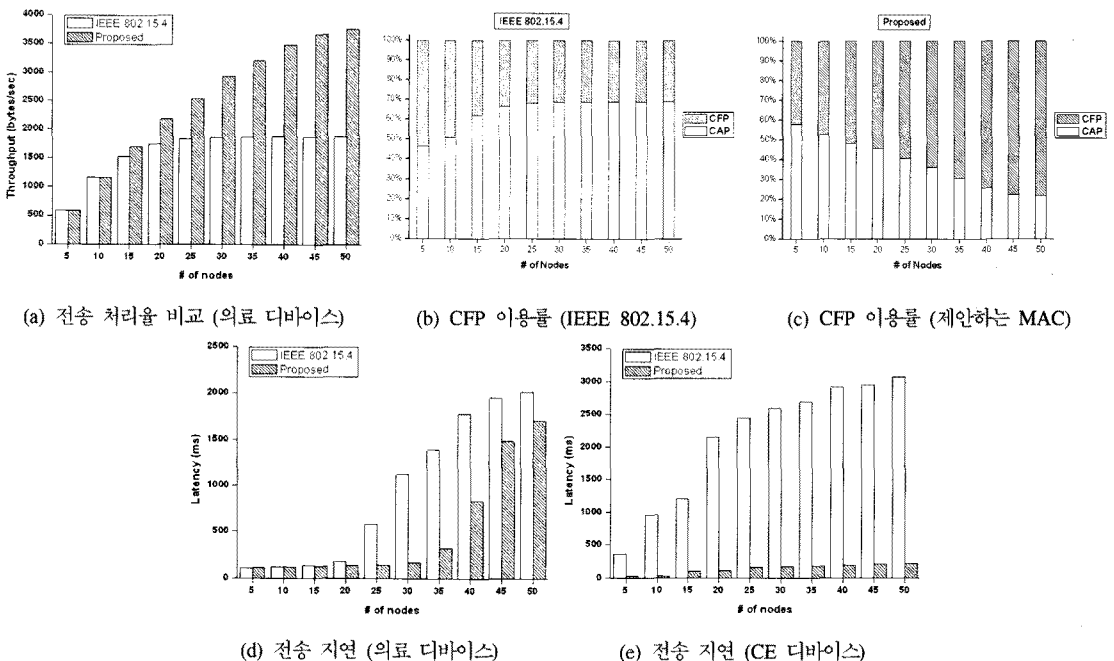 IEEE 802.15.4
Proposed
Throughput (bytes/sec)
4000
3500
3000
2500
2000
1500
1000
500
0
5 10 15 20 25 30 35 40 45 50
# of nodes
(a) 전송 처리율 비교 (의료 디바이스)
IEEE 802.15.4
100%
90%
80%
70%
60%
50%
40%
30%
20%
10%
0%
CFP
CAP
5 10 15 20 25 30 35 40 45 50
# of Nodes
(b) CFP 이용률 (IEEE 802.15.4)
Proposed
100%
90%
80%
70%
60%
50%
40%
30%
20%
10%
0%
CFP
CAP
5 10 15 20 25 30 35 40 45 50
# of Nodes
(c) CFP 이용률 (제안하는 MAC)
IEEE 802.15.4
Proposed
Latency (ms)
2500
2000
1500
1000
500
0
5 10 15 20 25 30 35 40 45 50
# of nodes
(d) 전송 지연 (의료 디바이스)
IEEE 802.15.4
Proposed
Latency (ms)
3500
3000
2500
2000
1500
1000
500
0
5 10 15 20 25 30 35 40 45 50
# of nodes
(e) 전송 지연 (CE 디바이스)